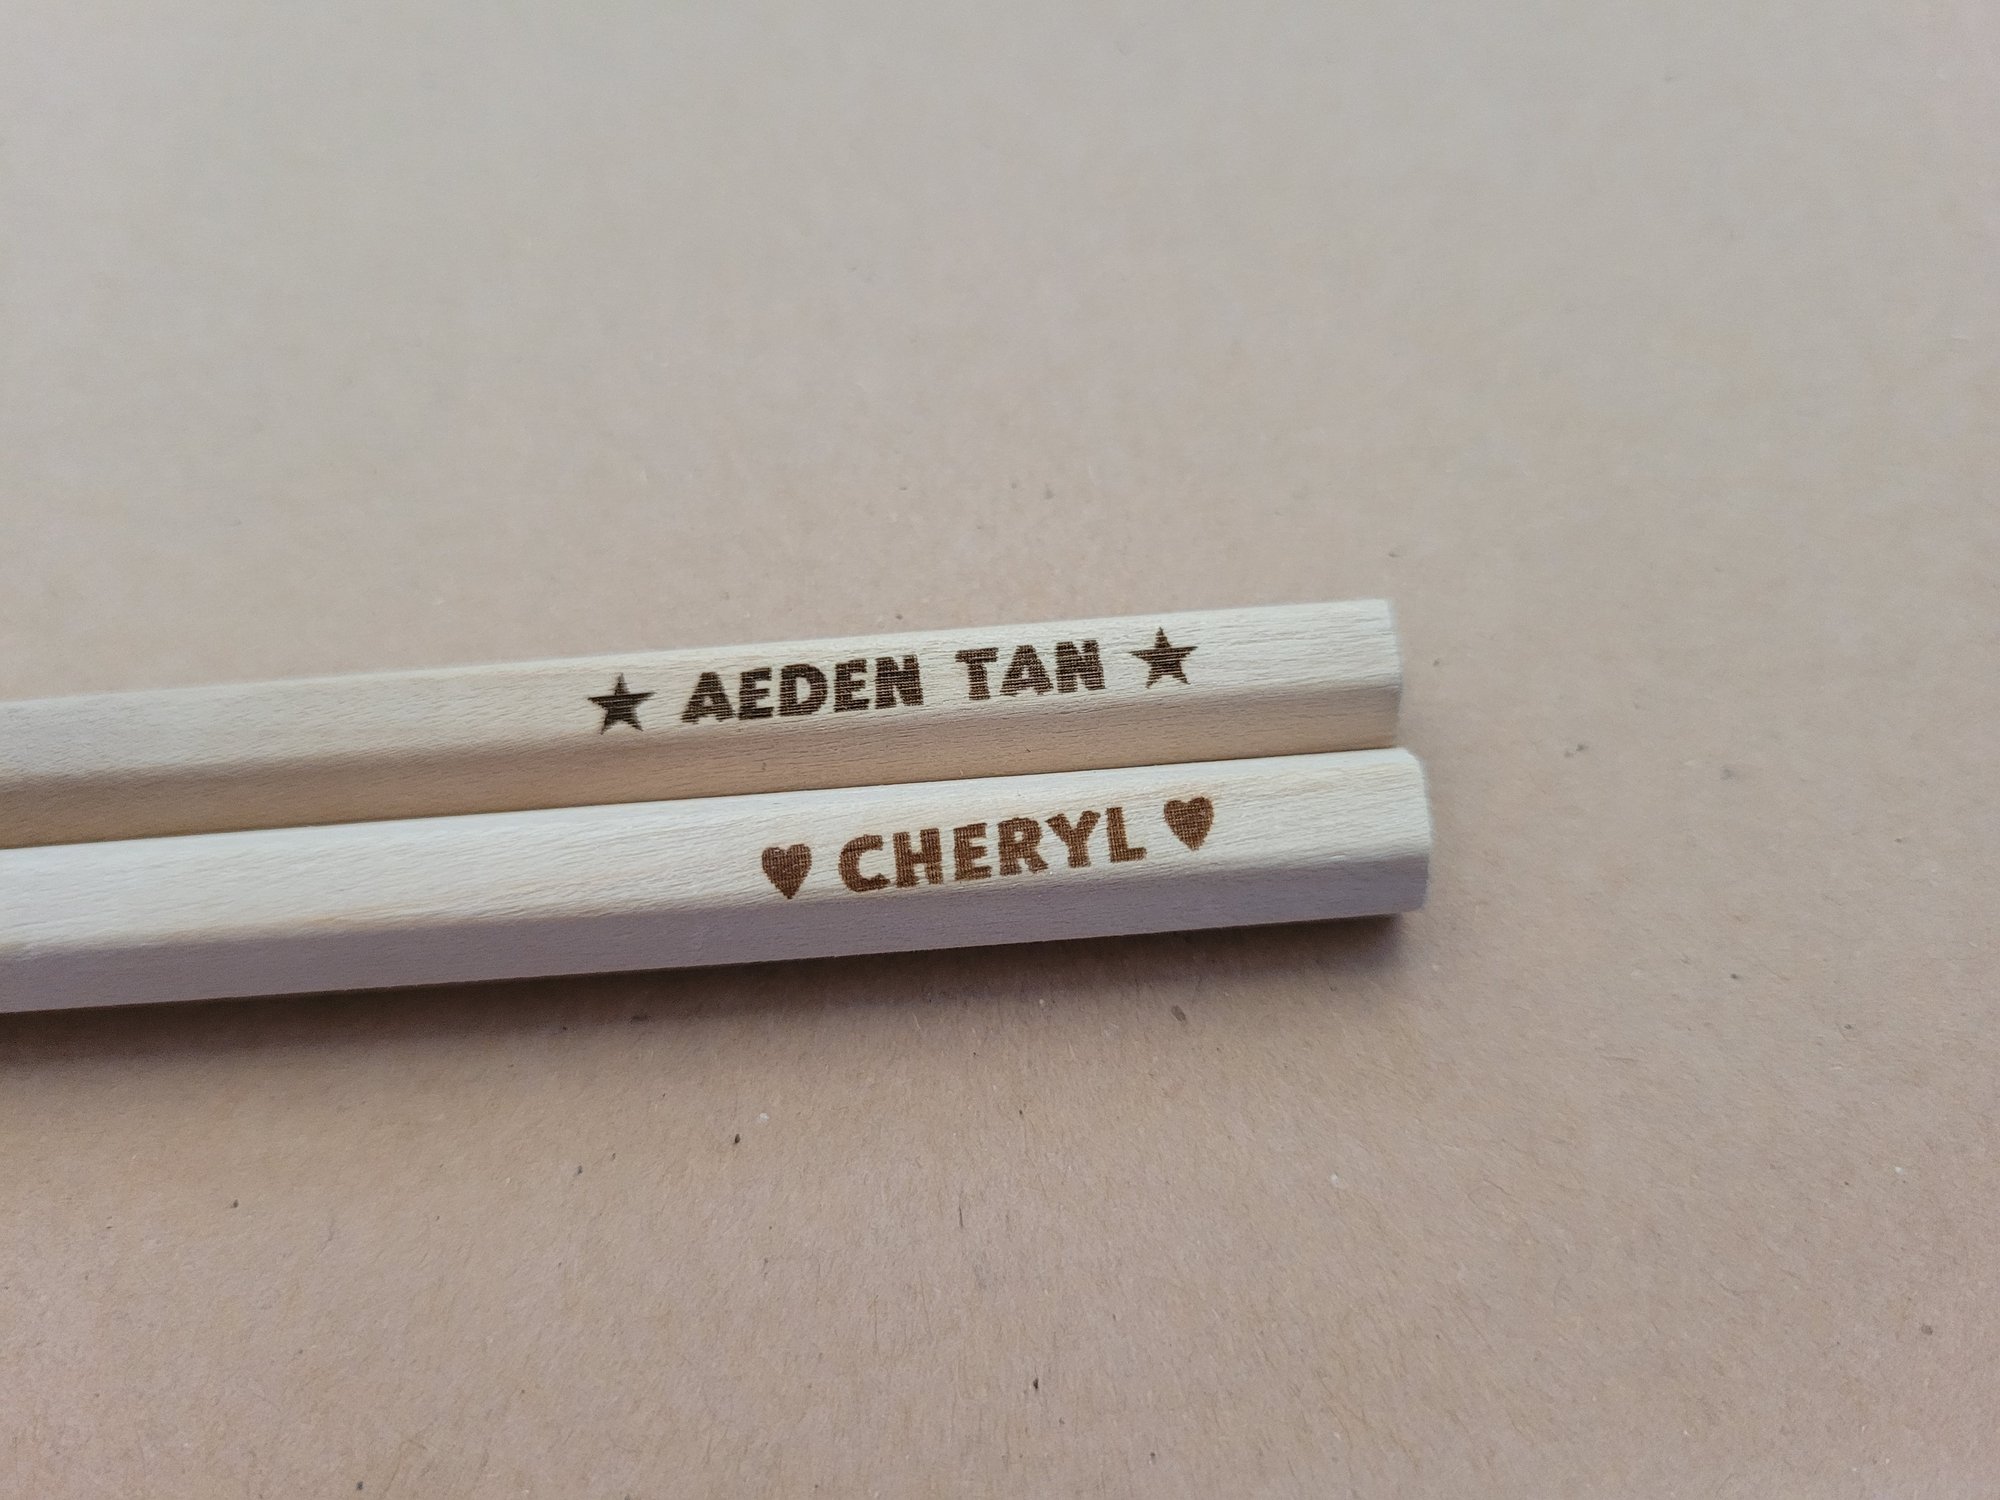 ★ AEDEN TAN ★
♥ CHERYL ♥